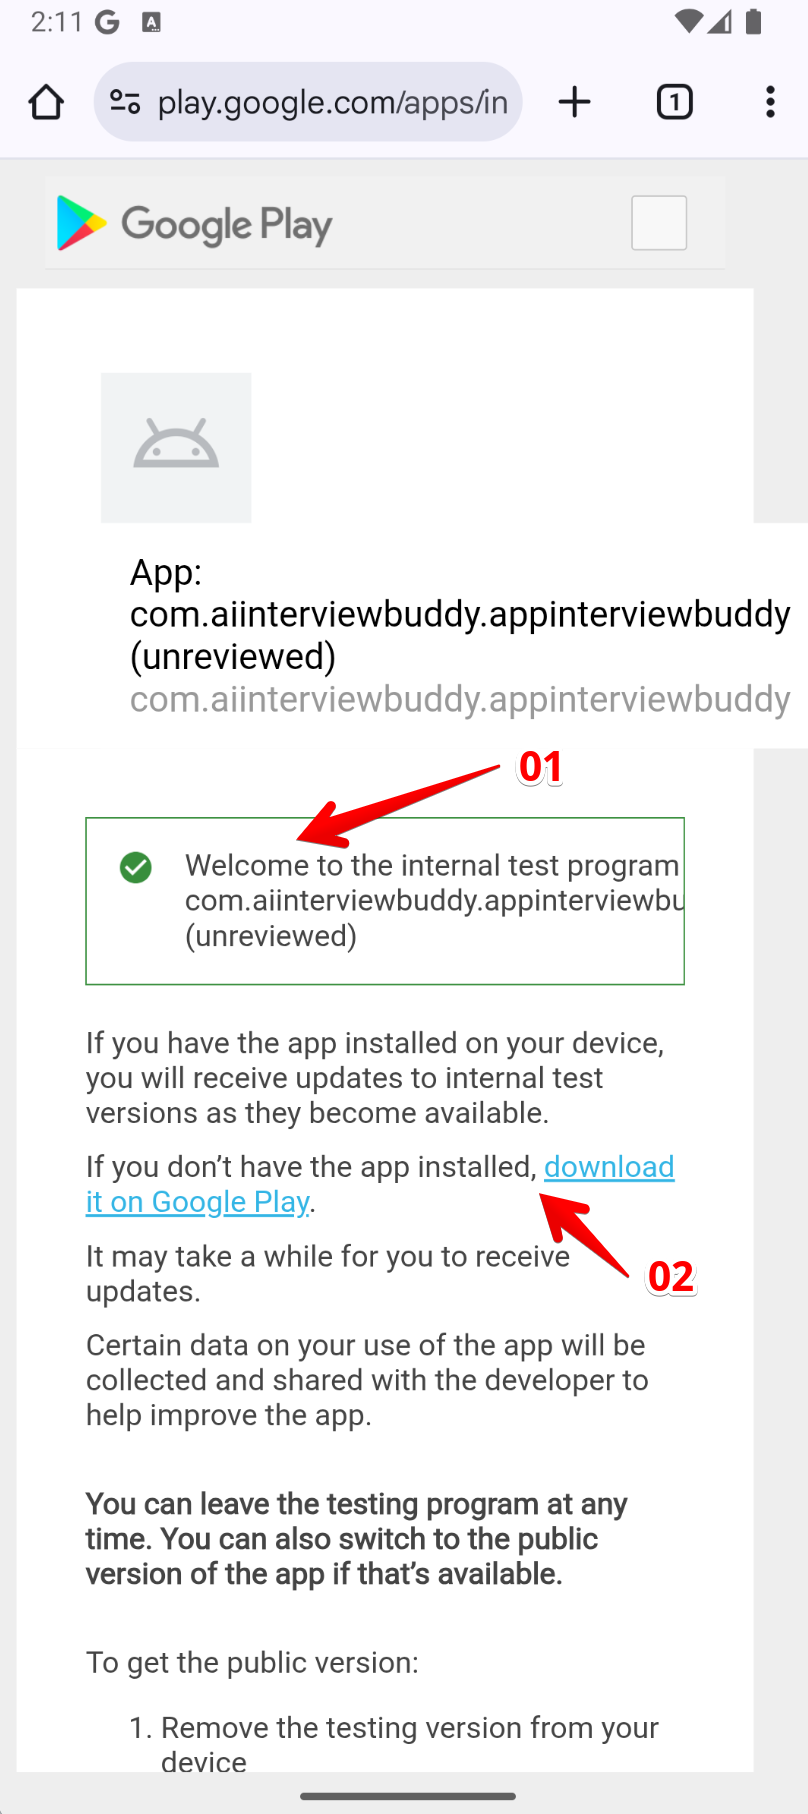 2:11
play.google.com/apps/in
1
Google Play
App:
com.aiinterviewbuddy.appinterviewbuddy
(unreviewed)
com.aiinterviewbuddy.appinterviewbuddy
01
Welcome to the internal test program
com.aiinterviewbuddy.appinterviewbu
(unreviewed)
If you have the app installed on your device,
you will receive updates to internal test
versions as they become available.
If you don't have the app installed, download
it on Google Play.
02
It may take a while for you to receive
updates.
Certain data on your use of the app will be
collected and shared with the developer to
help improve the app.
You can leave the testing program at any
time. You can also switch to the public
version of the app if that's available.
To get the public version:
1. Remove the testing version from your
device